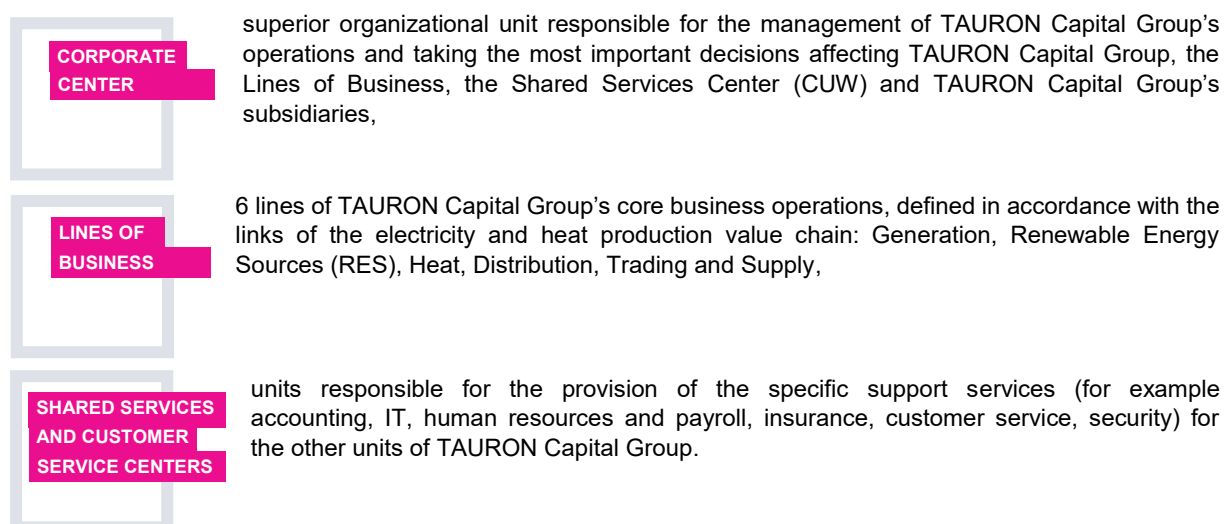 CORPORATE
CENTER
superior organizational unit responsible for the management of TAURON Capital Group’s
operations and taking the most important decisions affecting TAURON Capital Group, the
Lines of Business, the Shared Services Center (CUW) and TAURON Capital Group’s
subsidiaries,
LINES OF
BUSINESS
6 lines of TAURON Capital Group’s core business operations, defined in accordance with the
links of the electricity and heat production value chain: Generation, Renewable Energy
Sources (RES), Heat, Distribution, Trading and Supply,
SHARED SERVICES
AND CUSTOMER
SERVICE CENTERS
units responsible for the provision of the specific support services (for example
accounting, IT, human resources and payroll, insurance, customer service, security) for
the other units of TAURON Capital Group.